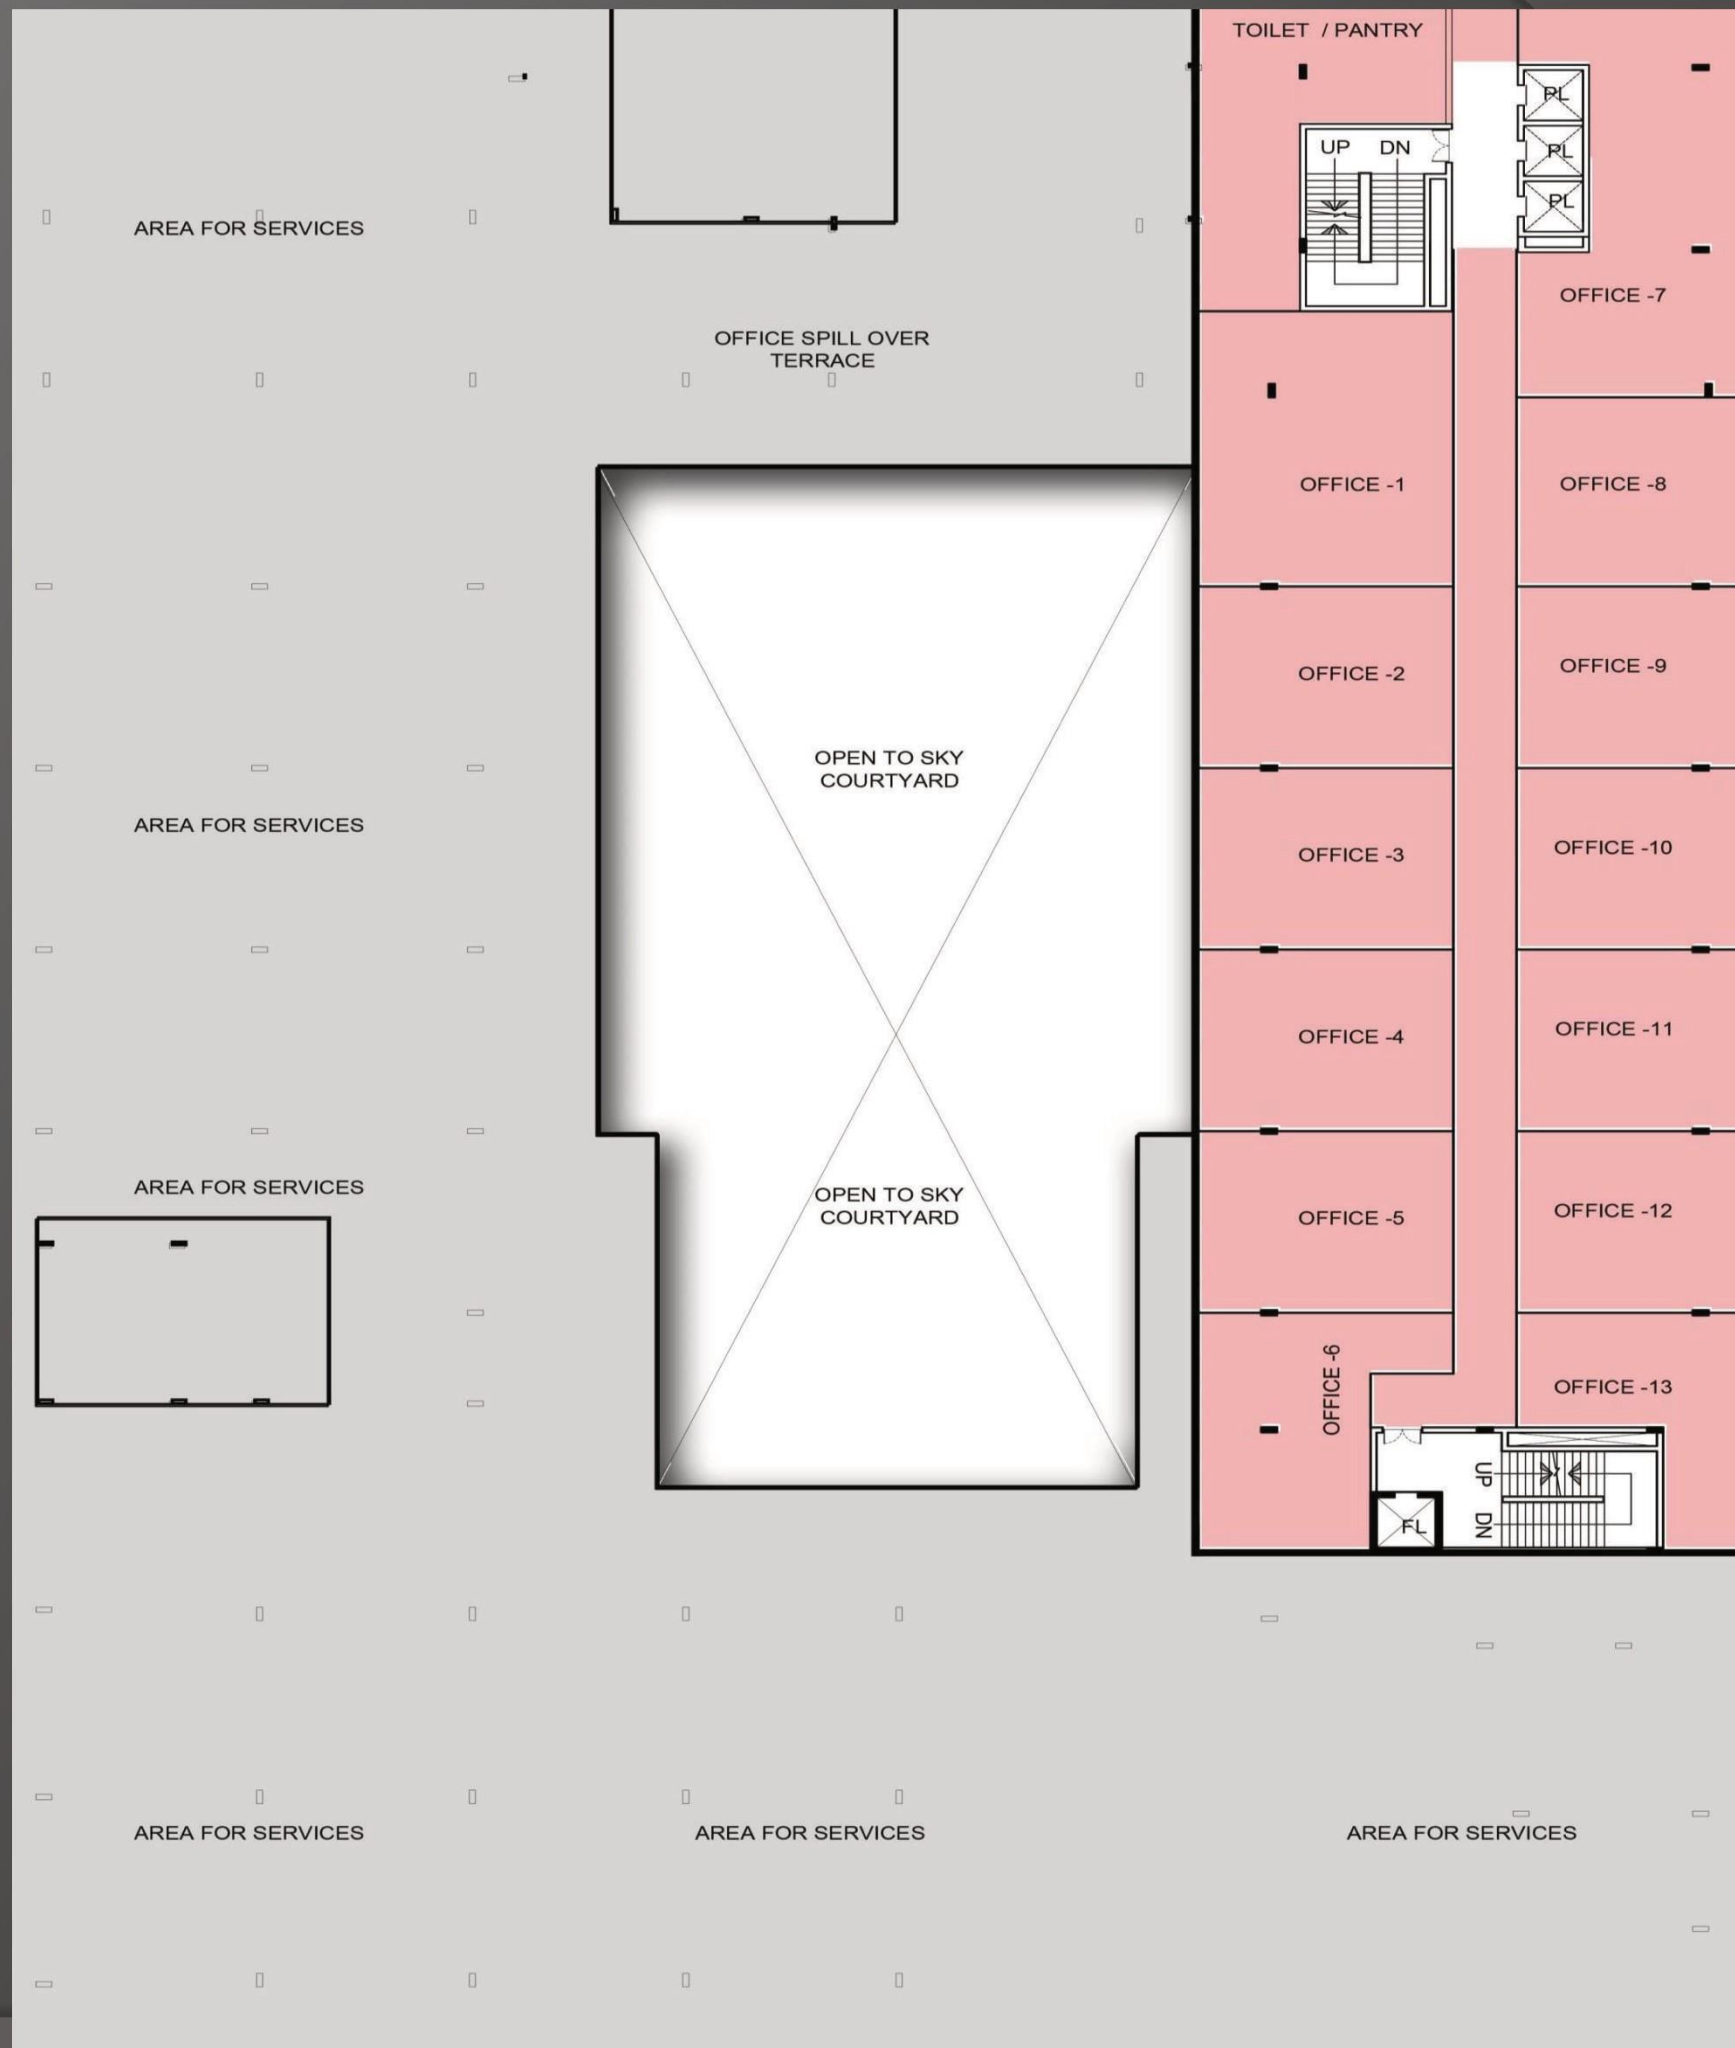 TOILET / PANTRY
PL
UP DN
PL
PL
AREA FOR SERVICES
OFFICE -7
OFFICE SPILL OVER
TERRACE
OFFICE -1
OFFICE -8
OFFICE -2
OFFICE -9
OPEN TO SKY
COURTYARD
AREA FOR SERVICES
OFFICE -3
OFFICE -10
OFFICE -4
OFFICE -11
AREA FOR SERVICES
OPEN TO SKY
COURTYARD
OFFICE -5
OFFICE -12
OFFICE -6
OFFICE -13
UP
FL
DN
AREA FOR SERVICES
AREA FOR SERVICES
AREA FOR SERVICES